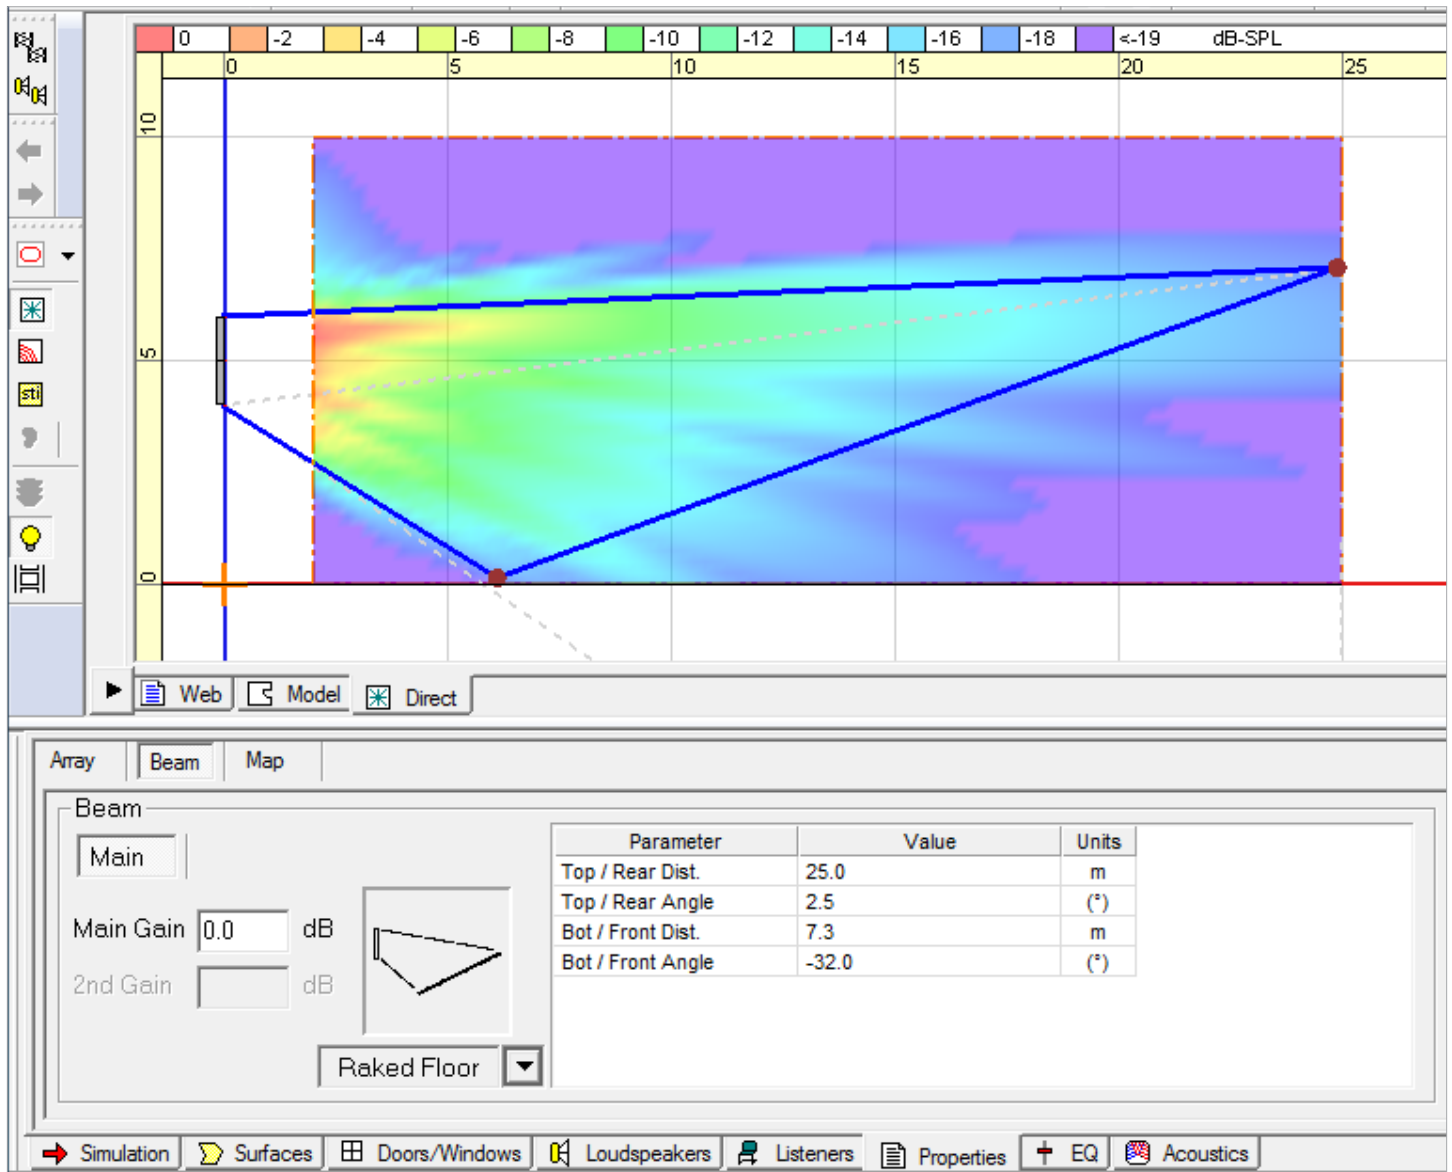 0 -2 -4 -6 -8 -10 -12 -14 -16 -18 <-19 dB-SPL
0 5 10 15 20 25
10
5
0
sti
Web Model Direct
Array Beam Map
Beam
Main
Main Gain 0.0 dB
2nd Gain dB
Raked Floor
Parameter Value Units
Top / Rear Dist. 25.0 m
Top / Rear Angle 2.5 (°)
Bot / Front Dist. 7.3 m
Bot / Front Angle -32.0 (°)
Simulation Surfaces Doors/Windows Loudspeakers Listeners Properties EQ Acoustics